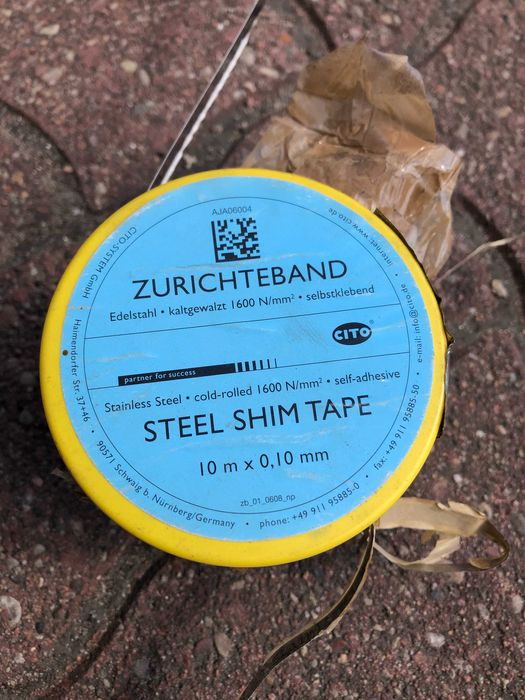 AJA06004
ZURICHTEBAND
Edelstahl • kaltgewalzt 1600 N/mm² • selbstklebend
CITO
partner for success
Stainless Steel • cold-rolled 1600 N/mm² • self-adhesive
STEEL SHIM TAPE
10 m x 0,10 mm
zb_01_0608_np
CITO-SYSTEM GmbH • Haimendorfer Str. 37+46 • 90571 Schwaig b. Nürnberg/Germany • phone: +49 911 95885-0 • fax: +49 911 95885-50 • e-mail: info@cito.de • internet: www.cito.de